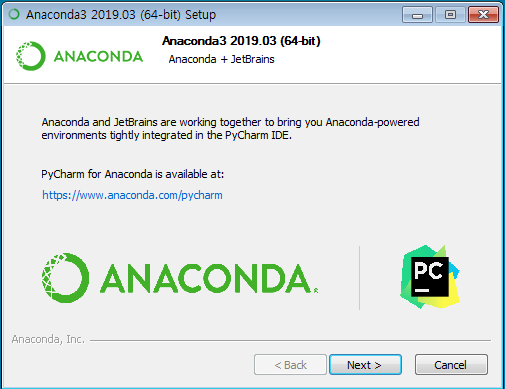 Anaconda3 2019.03 (64-bit) Setup
Anaconda3 2019.03 (64-bit)
ANACONDA
Anaconda + JetBrains
Anaconda and JetBrains are working together to bring you Anaconda-powered
environments tightly integrated in the PyCharm IDE.
PyCharm for Anaconda is available at:
https://www.anaconda.com/pycharm
ANACONDA.
PC
Anaconda, Inc.
< Back
Next >
Cancel